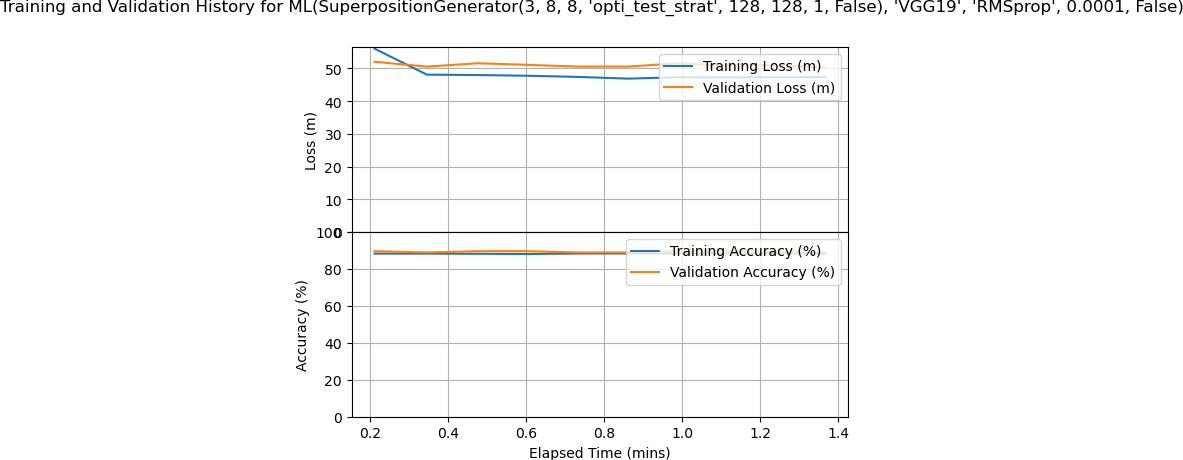 Training and Validation History for ML(SuperpositionGenerator(3, 8, 8, 'opti_test_strat', 128, 128, 1, False), 'VGG19', 'RMSprop', 0.0001, False)
Training Loss (m)
Validation Loss (m)
Loss (m)
50
40
30
20
10
0
Training Accuracy (%)
Validation Accuracy (%)
Accuracy (%)
100
80
60
40
20
0
0.2 0.4 0.6 0.8 1.0 1.2 1.4
Elapsed Time (mins)